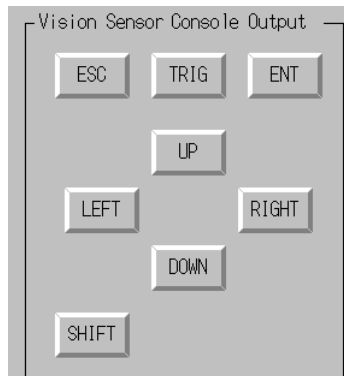 Vision Sensor Console Output
ESC TRIG ENT
UP
LEFT RIGHT
DOWN
SHIFT